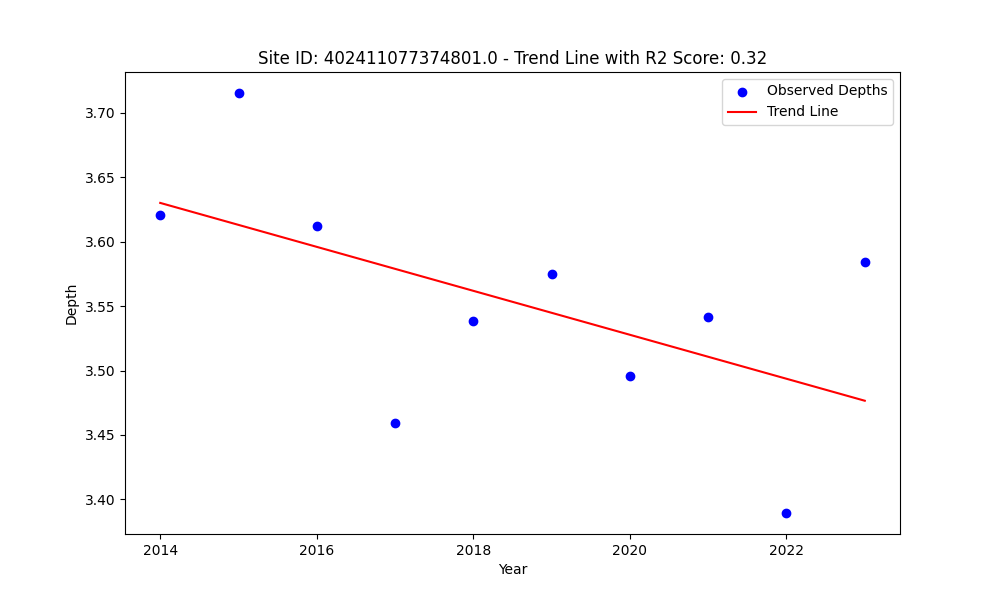 Site ID: 402411077374801.0 - Trend Line with R2 Score: 0.32
Observed Depths
Trend Line
3.70
3.65
3.60
3.55
3.50
3.45
3.40
Depth
2014
2016
2018
2020
2022
Year